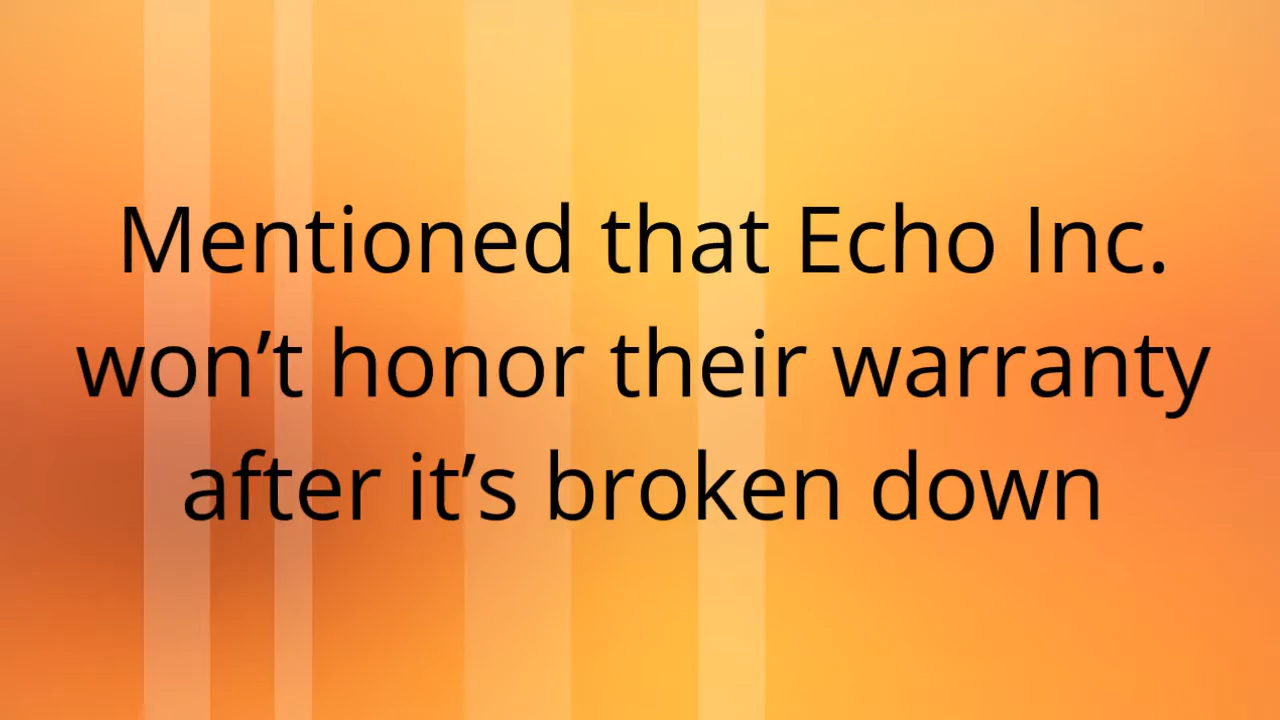 Mentioned that Echo Inc.
won’t honor their warranty
after it’s broken down